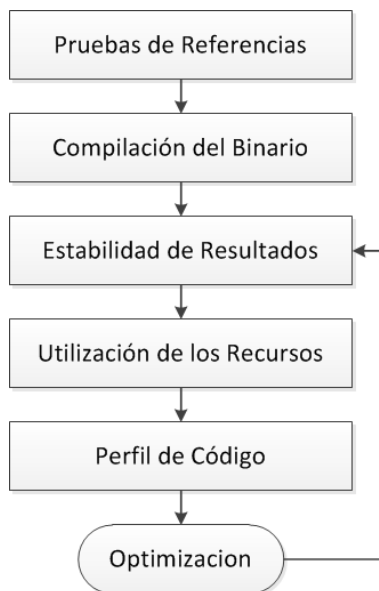 Pruebas de Referencias
Compilación del Binario
Estabilidad de Resultados
Utilización de los Recursos
Perfil de Código
Optimizacion